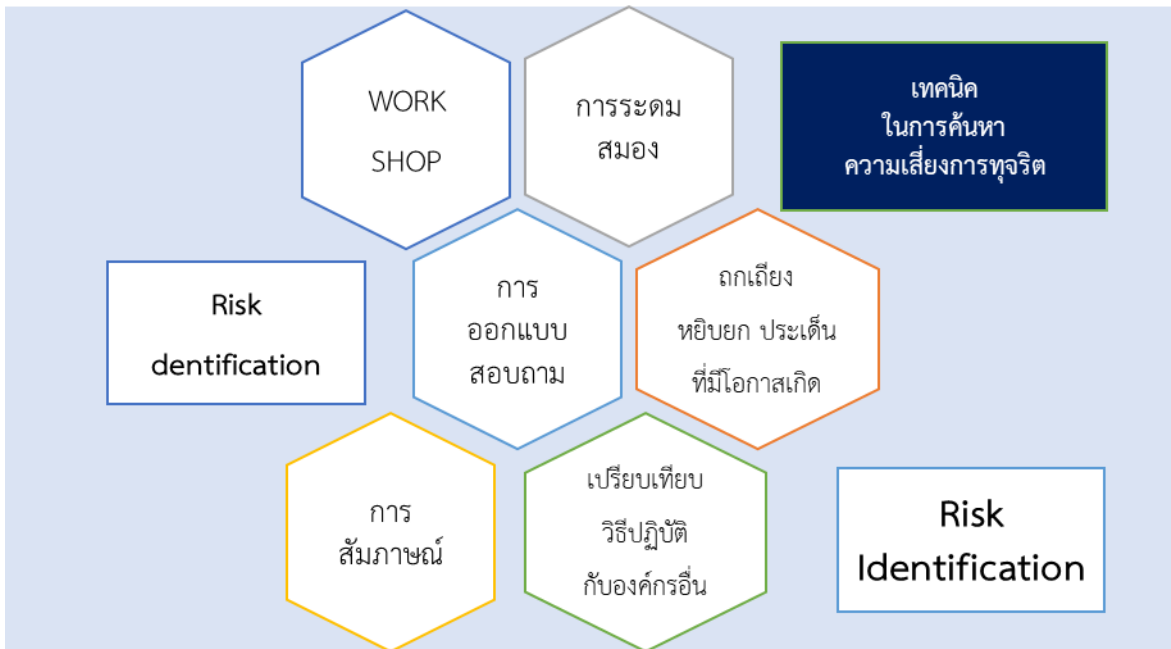 WORK
SHOP
การระดม
สมอง
เทคนิค
ในการค้นหา
ความเสี่ยงการทุจริต
Risk
dentification
การ
ออกแบบ
สอบถาม
ถกเถียง
หยิบยก ประเด็น
ที่มีโอกาสเกิด
การ
สัมภาษณ์
เปรียบเทียบ
วิธีปฏิบัติ
กับองค์กรอื่น
Risk
Identification